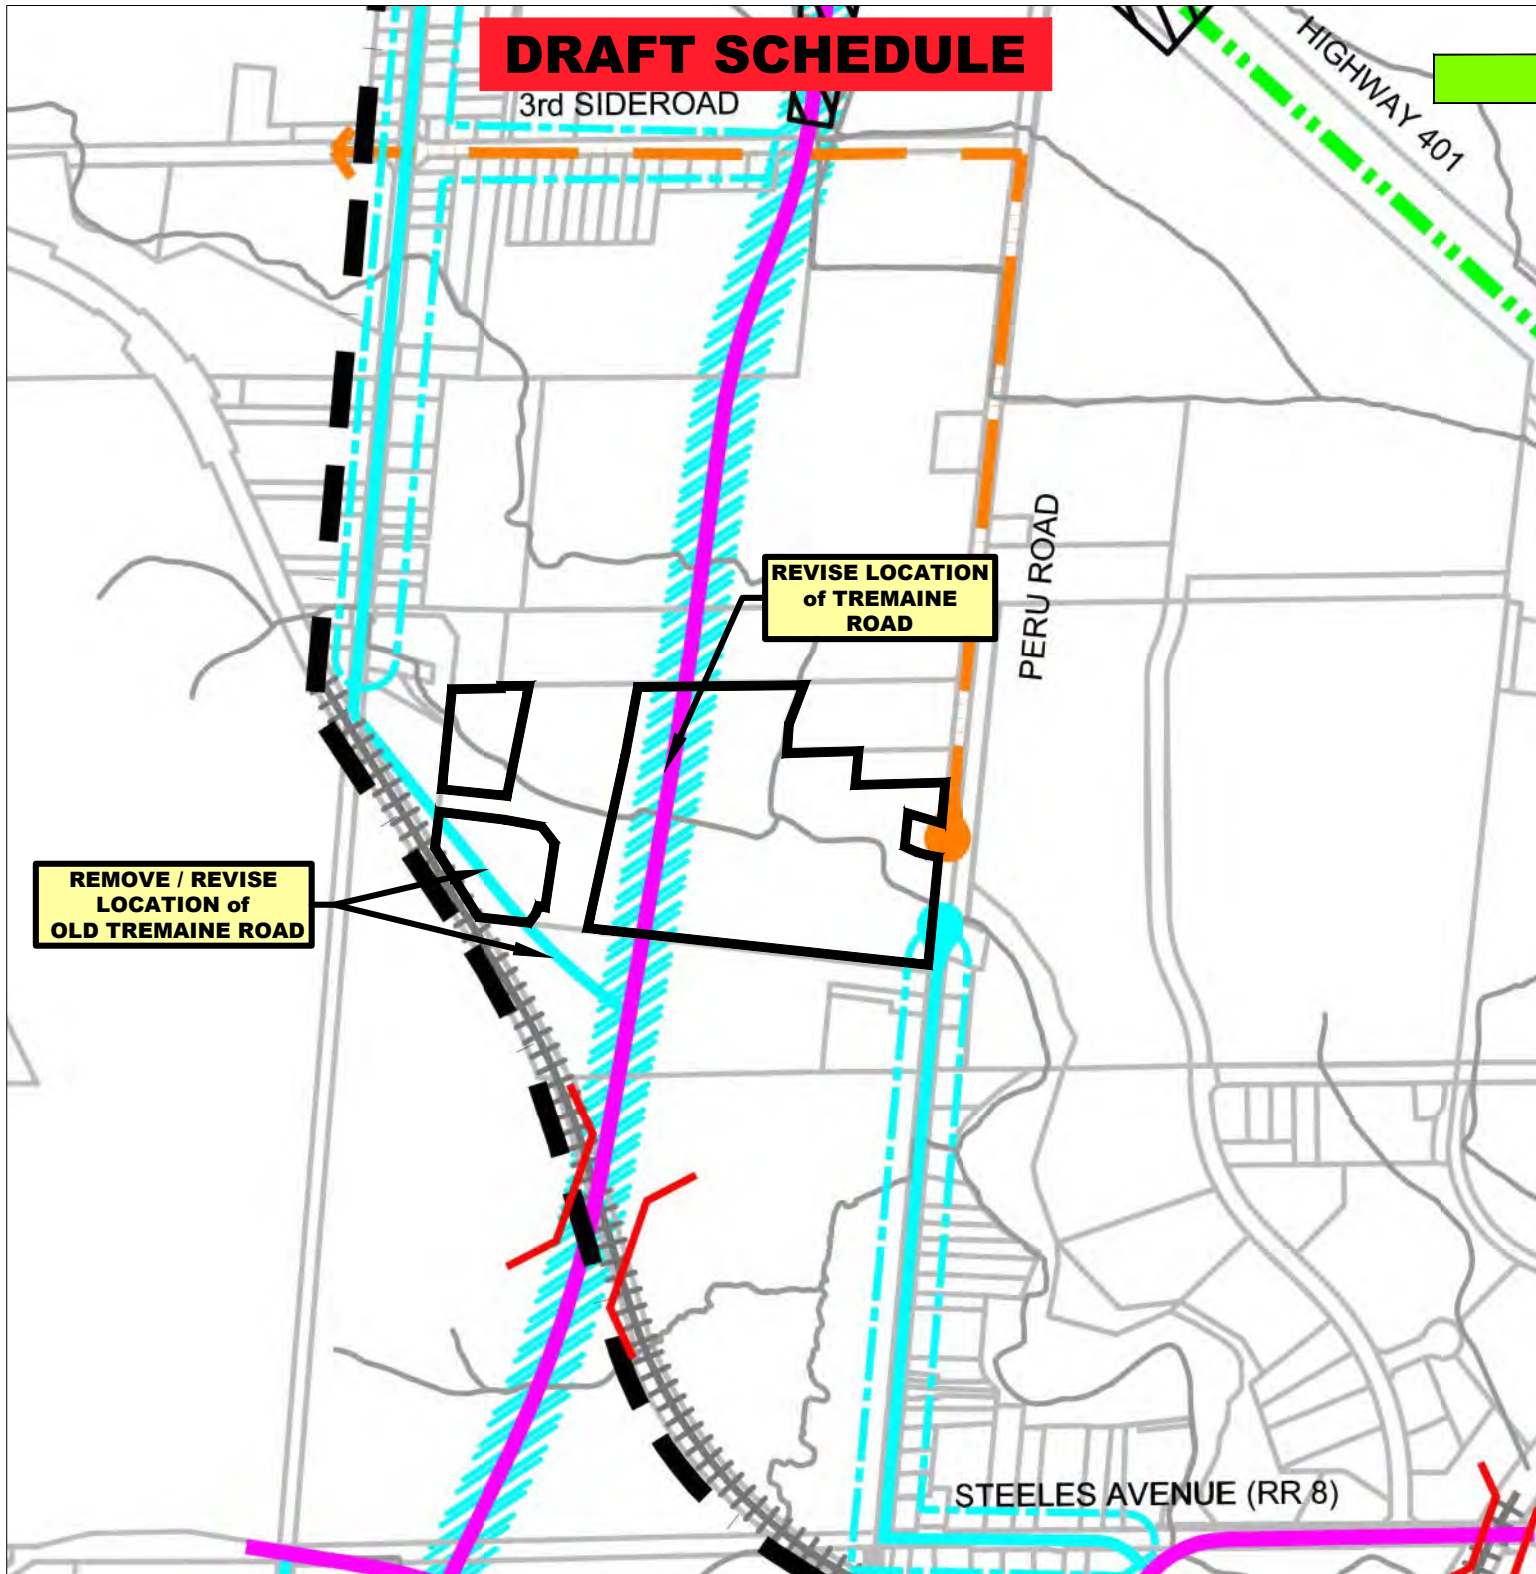 DRAFT SCHEDULE
3rd SIDEROAD
HIGHWAY 401
REVISE LOCATION
of TREMAINE
ROAD
PERU ROAD
REMOVE / REVISE
LOCATION of
OLD TREMAINE ROAD
STEELES AVENUE (RR 8)